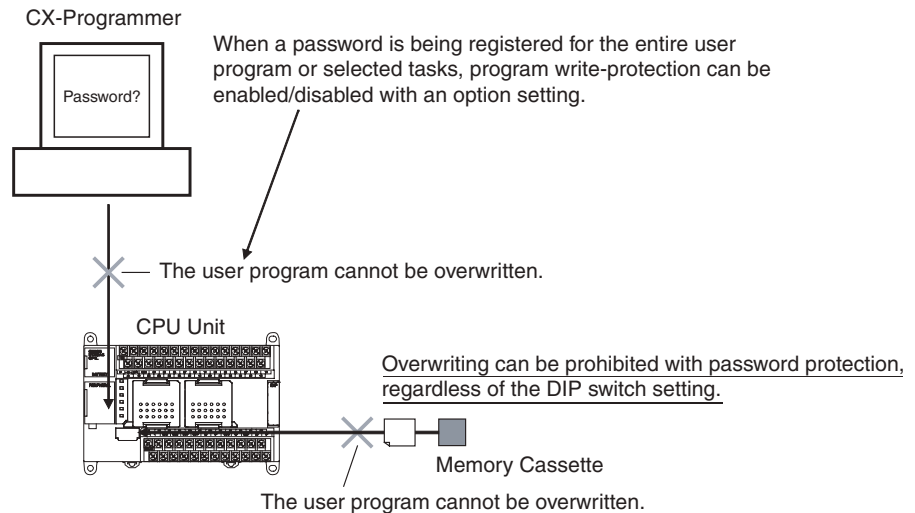 CX-Programmer
When a password is being registered for the entire user
program or selected tasks, program write-protection can be
enabled/disabled with an option setting.
Password?
The user program cannot be overwritten.
CPU Unit
Overwriting can be prohibited with password protection,
regardless of the DIP switch setting.
Memory Cassette
The user program cannot be overwritten.